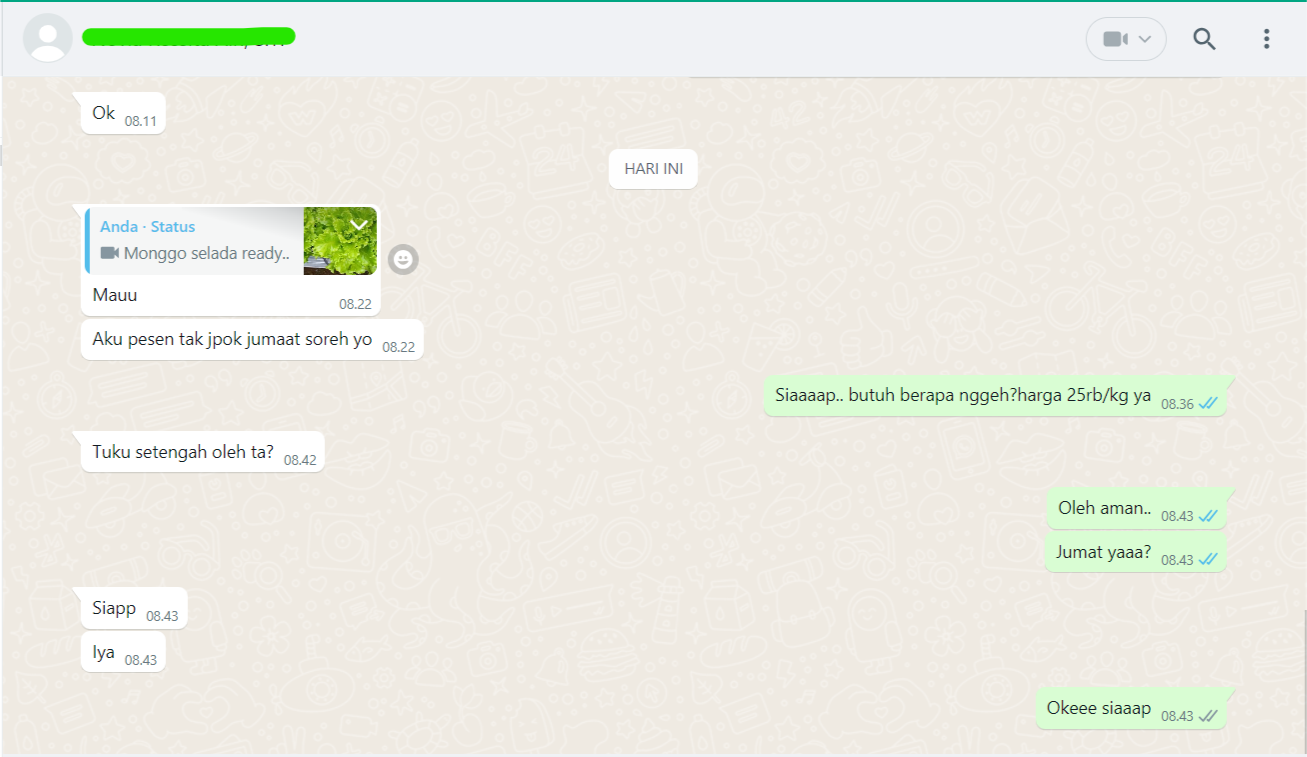 Ok 08.11
HARI INI
Anda · Status
Monggo selada ready..
Mauu 08.22
Aku pesen tak jpok jumaat soreh yo 08.22
Siaaaap.. butuh berapa nggeh?harga 25rb/kg ya 08.36
Tuku setengah oleh ta? 08.42
Oleh aman.. 08.43
Jumat yaaa? 08.43
Siapp 08.43
Iya 08.43
Okeee siaaap 08.43